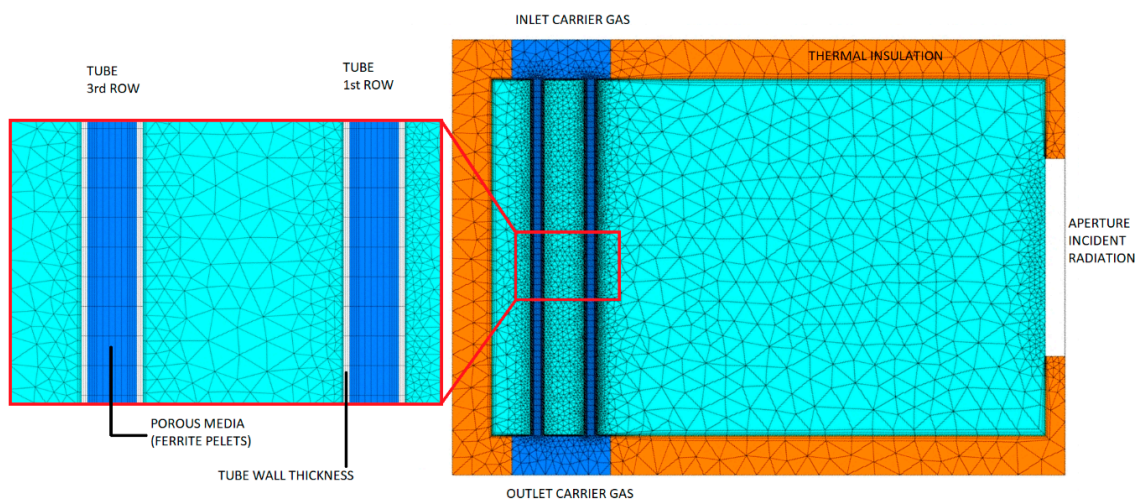 INLET CARRIER GAS
THERMAL INSULATION
TUBE
3rd ROW
TUBE
1st ROW
APERTURE
INCIDENT
RADIATION
POROUS MEDIA
(FERRITE PELETS)
TUBE WALL THICKNESS
OUTLET CARRIER GAS